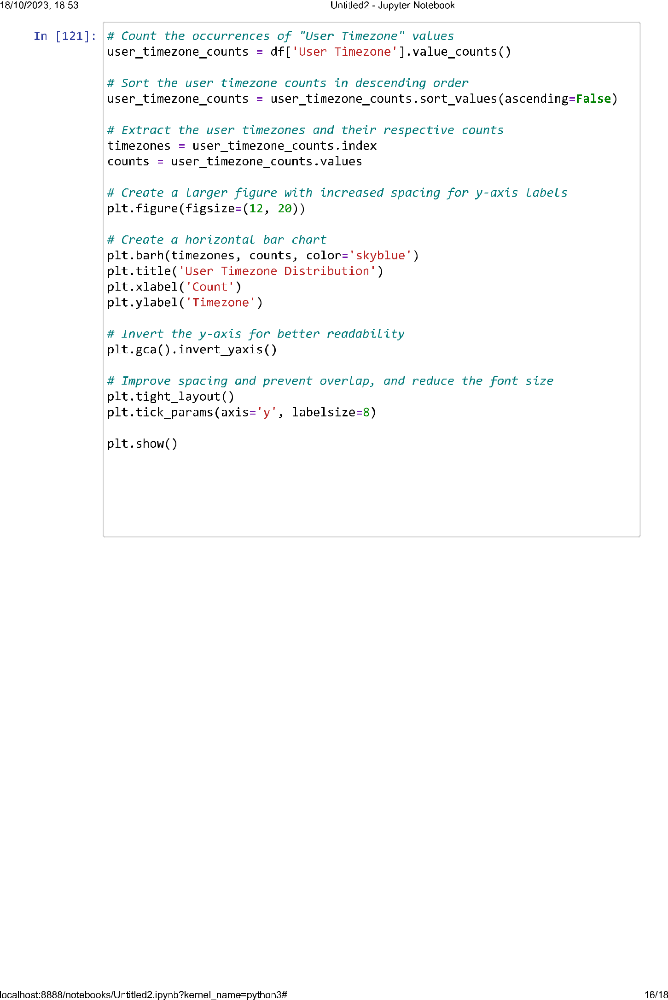 18/10/2023, 18:53
Untitled2 - Jupyter Notebook
In [121]:
# Count the occurrences of "User Timezone" values
user_timezone_counts = df['User Timezone'].value_counts()
# Sort the user timezone counts in descending order
user_timezone_counts = user_timezone_counts.sort_values(ascending=False)
# Extract the user timezones and their respective counts
timezones = user_timezone_counts.index
counts = user_timezone_counts.values
# Create a larger figure with increased spacing for y-axis labels
plt.figure(figsize=(12, 20))
# Create a horizontal bar chart
plt.barh(timezones, counts, color='skyblue')
plt.title('User Timezone Distribution')
plt.xlabel('Count')
plt.ylabel('Timezone')
# Invert the y-axis for better readability
plt.gca().invert_yaxis()
# Improve spacing and prevent overlap, and reduce the font size
plt.tight_layout()
plt.tick_params(axis='y', labelsize=8)
plt.show()
localhost:8888/notebooks/Untitled2.ipynb?kernel_name=python3#
16/18